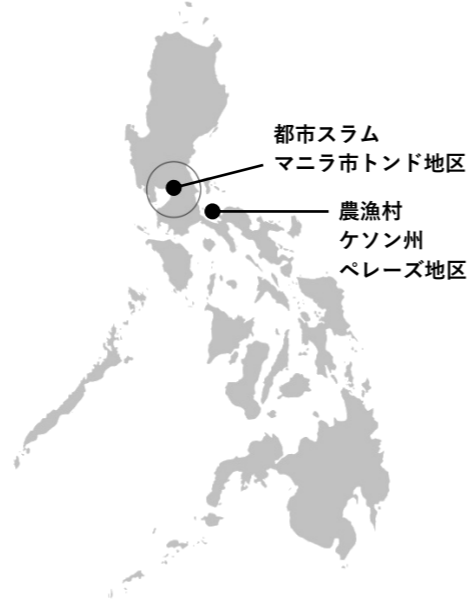 都市スラム
マニラ市トンド地区
農漁村
ケソン州
ペレーズ地区